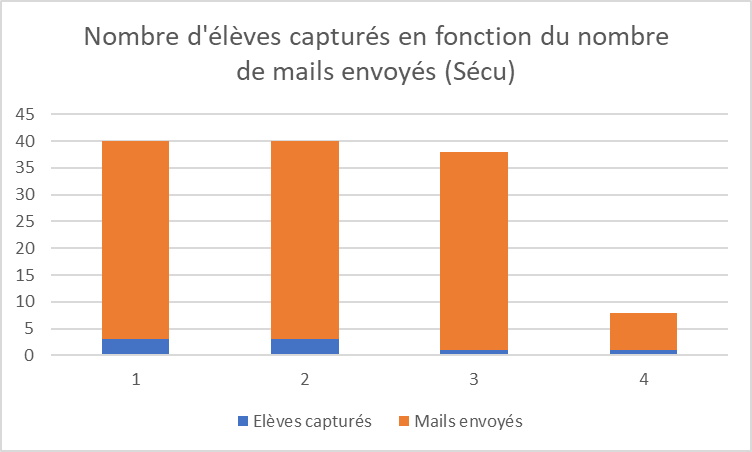 Nombre d'élèves capturés en fonction du nombre
de mails envoyés (Sécu)
45
40
35
30
25
20
15
10
5
0
1 2 3 4
Elèves capturés Mails envoyés